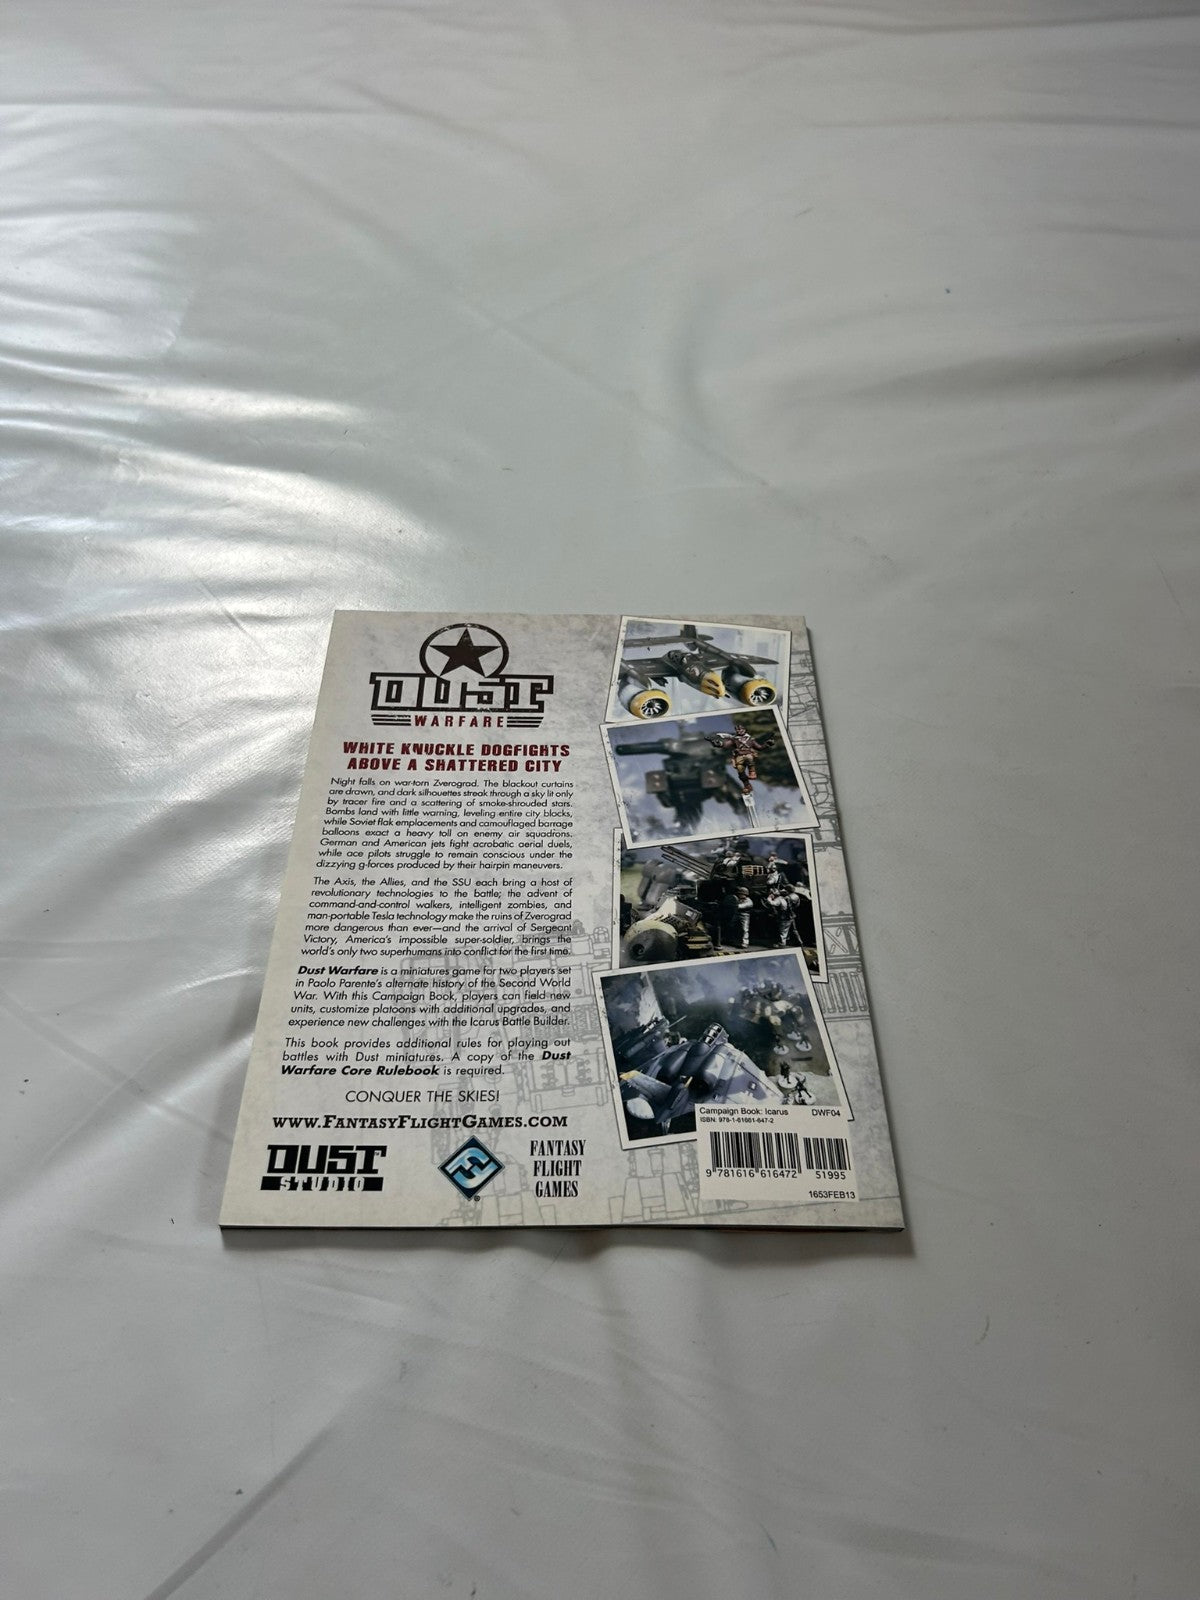 DUST
WARFARE
WHITE KNUCKLE DOGFIGHTS
ABOVE A SHATTERED CITY
Night falls on war-torn Zverograd. The blackout curtains
are drawn, and dark silhouettes streak through a sky lit only
by tracer fire and a scattering of smoke-shrouded stars.
Bombs land with little warning, leveling entire city blocks,
while Soviet flak emplacements and camouflaged barrage
balloons exact a heavy toll on enemy air squadrons.
German and American jets fight acrobatic aerial duels,
while ace pilots struggle to remain conscious under the
dizzying g-forces produced by their hairpin maneuvers.
The Axis, the Allies, and the SSU each bring a host of
revolutionary technologies to the battle; the advent of
command-and-control walkers, intelligent zombies, and
man-portable Tesla technology make the ruins of Zverograd
more dangerous than ever—and the arrival of Sergeant
Victory, America's impossible super-soldier, brings the
world's only two superhumans into conflict for the first time.
Dust Warfare is a miniatures game for two players set
in Paolo Parente's alternate history of the Second World
War. With this Campaign Book, players can field new
units, customize platoons with additional upgrades, and
experience new challenges with the Icarus Battle Builder.
This book provides additional rules for playing out
battles with Dust miniatures. A copy of the Dust
Warfare Core Rulebook is required.
CONQUER THE SKIES!
WWW.FANTASYFLIGHTGAMES.COM
DUST
STUDIO
FANTASY
FLIGHT
GAMES
Campaign Book: Icarus DWF04
ISBN: 978-1-61661-647-2
9 781616 616472 51995
1653FEB13